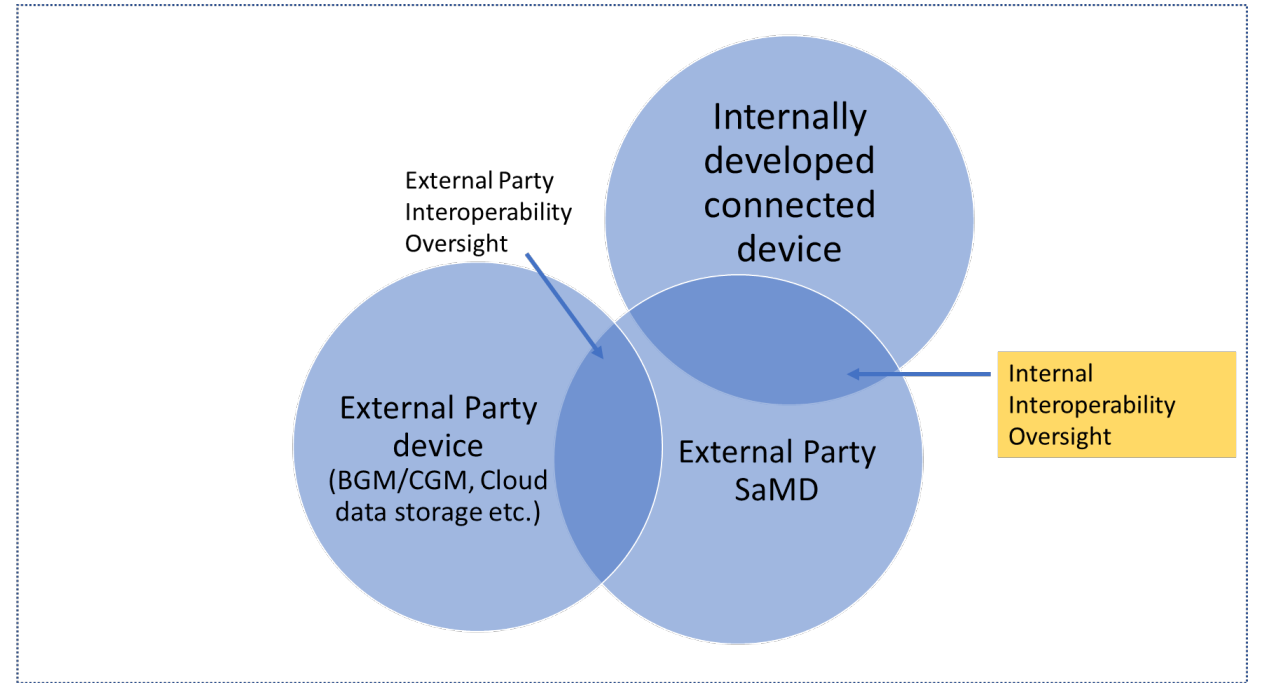 Internally
developed
connected
device
External Party
Interoperability
Oversight
External Party
device
(BGM/CGM, Cloud
data storage etc.)
External Party
SaMD
Internal
Interoperability
Oversight